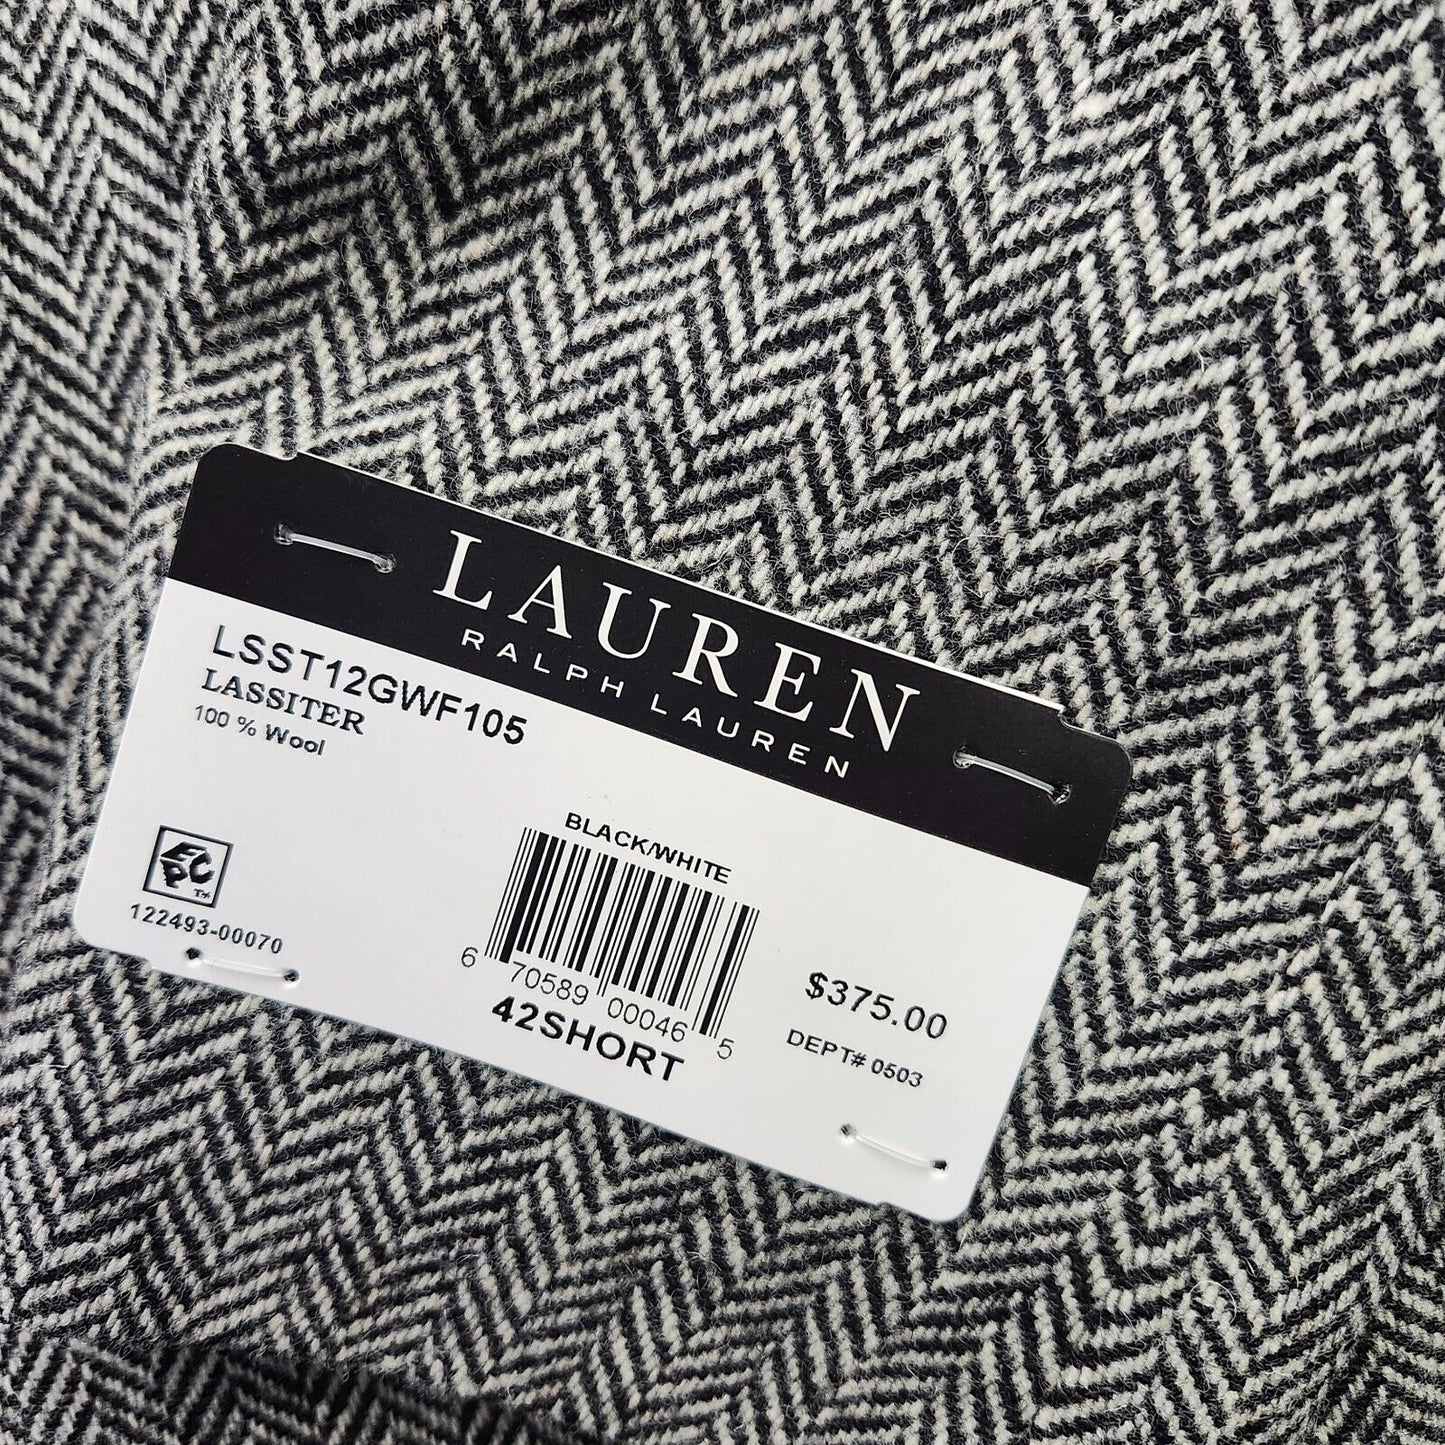 LAUREN
RALPH LAUREN
LSST12GWF105
LASSITER
100 % Wool
BLACK/WHITE
EPC™
122493-00070
6 70589 00046 5
42SHORT
$375.00
DEPT# 0503